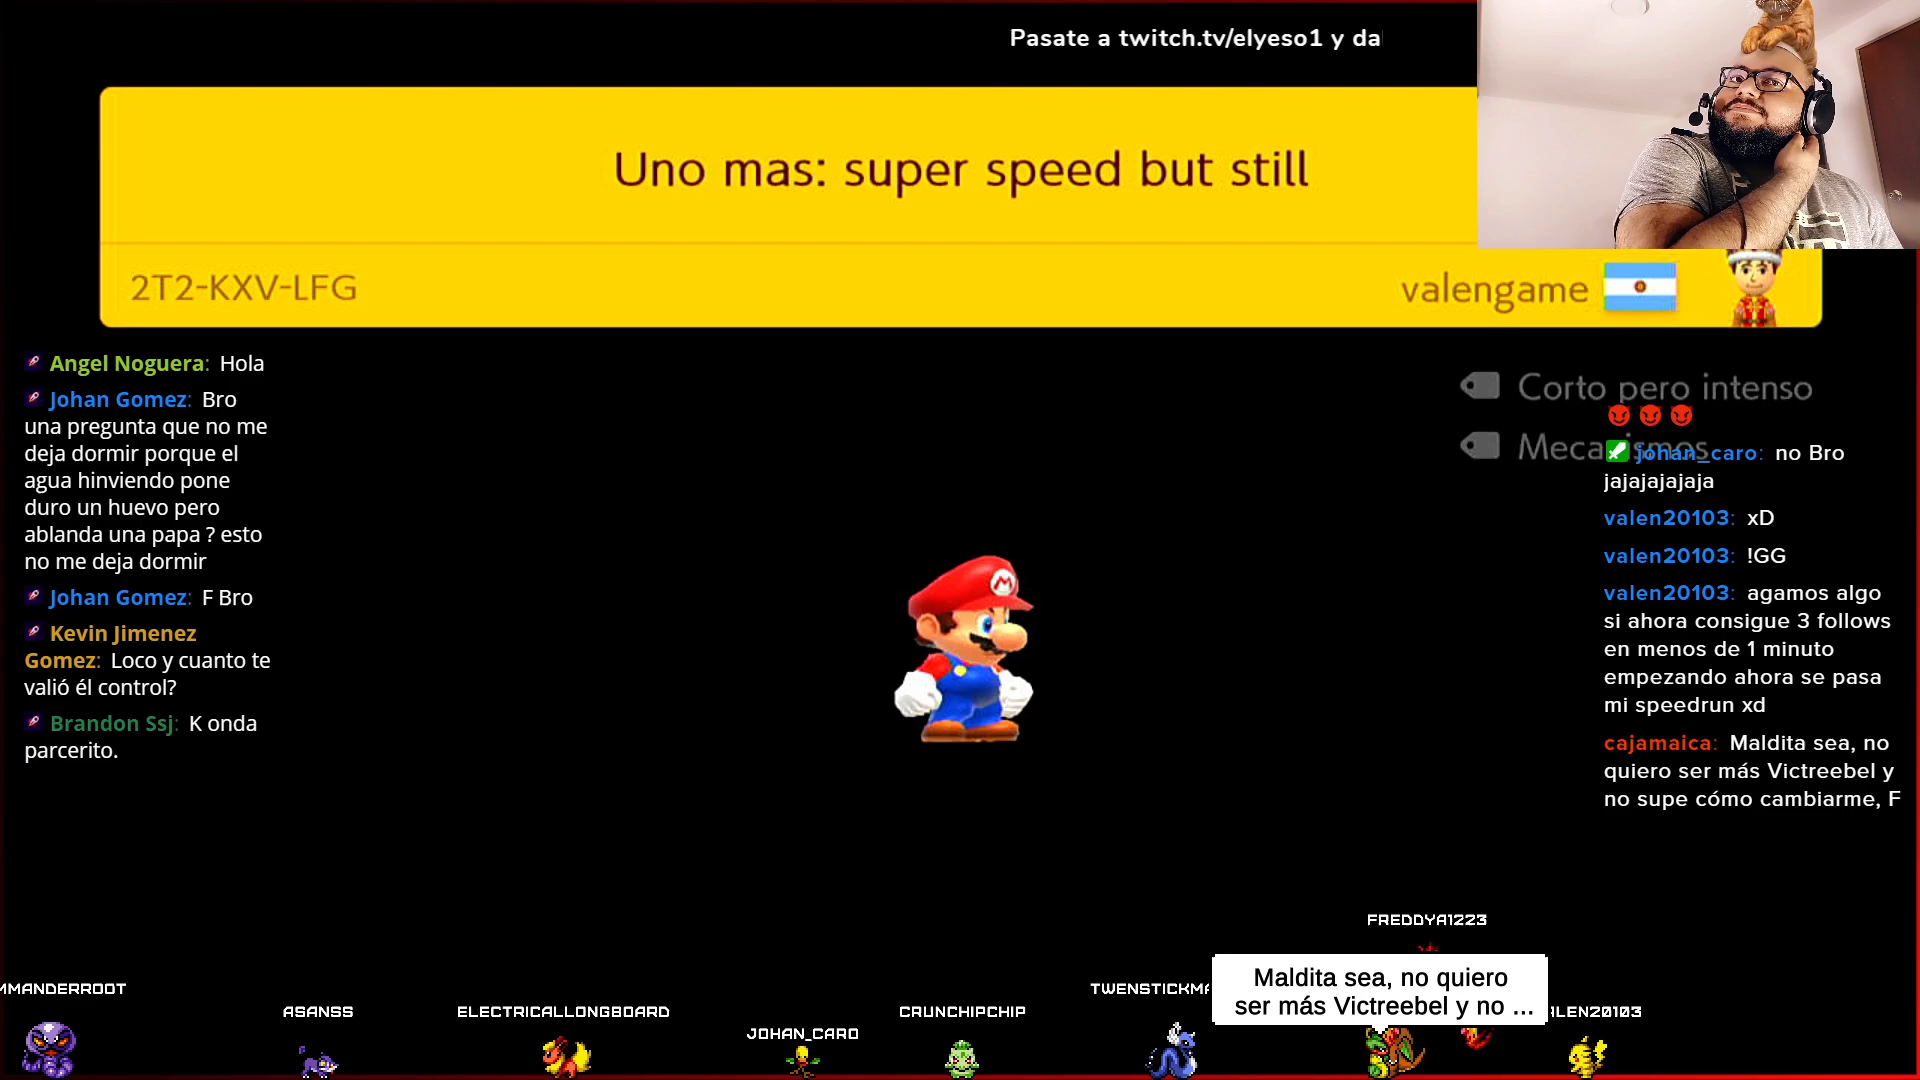 Pasate a twitch.tv/elyeso1 y da
Uno mas: super speed but still
2T2-KXV-LFG
valengame
Angel Noguera: Hola
Johan Gomez: Bro
una pregunta que no me
deja dormir porque el
agua hinviendo pone
duro un huevo pero
ablanda una papa ? esto
no me deja dormir
Johan Gomez: F Bro
Kevin Jimenez
Gomez: Loco y cuanto te
valió él control?
Brandon Ssj: K onda
parcerito.
Corto pero intenso
Mecanismos
johan_caro: no Bro
jajajajajaja
valen20103: xD
valen20103: !GG
valen20103: agamos algo
si ahora consigue 3 follows
en menos de 1 minuto
empezando ahora se pasa
mi speedrun xd
cajamaica: Maldita sea, no
quiero ser más Victreebel y
no supe cómo cambiarme, F
FREDDYA1223
Maldita sea, no quiero
ser más Victreebel y no ...
MMANDERROOT
ASANSS
ELECTRICALLONGBOARD
JOHAN_CARO
CRUNCHIPCHIP
TWENSTICKMA
ALEN20103
M